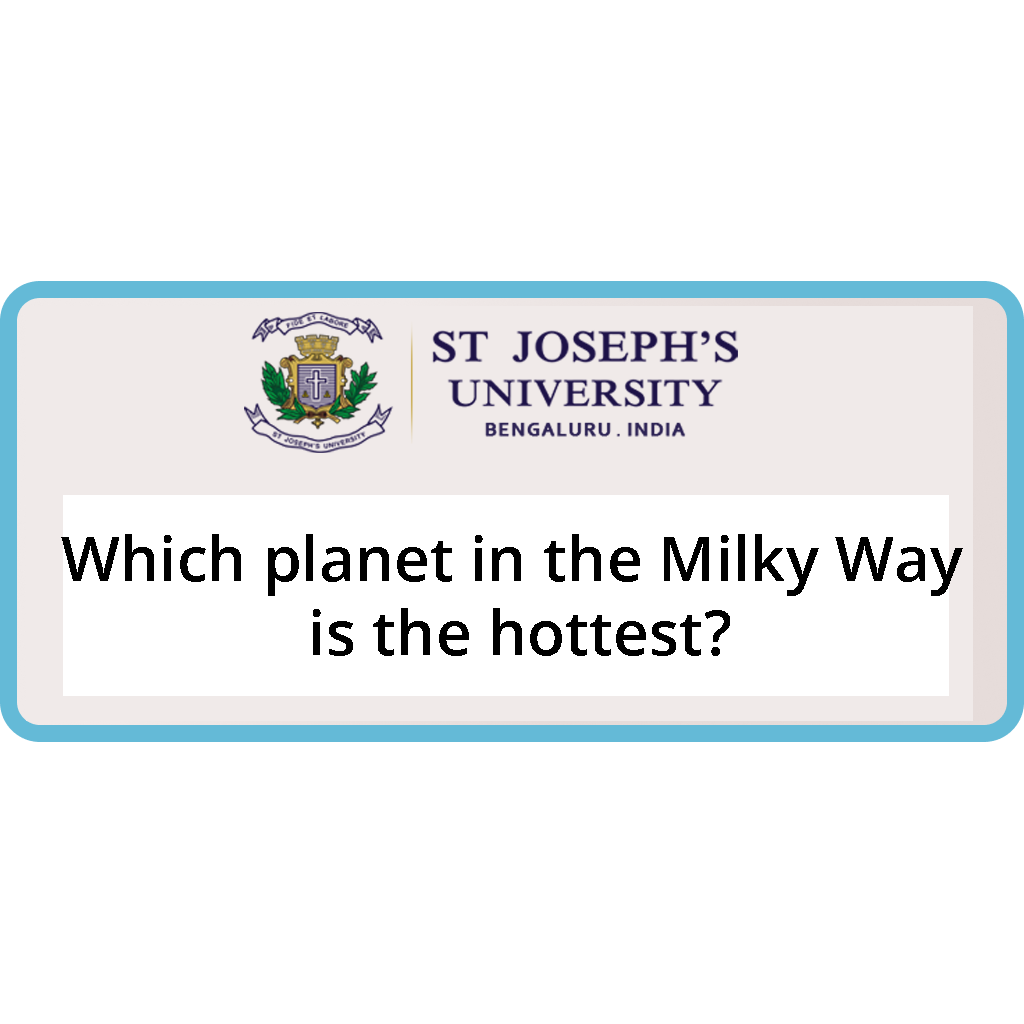 FIDE ET LABORE
ST JOSEPH'S UNIVERSITY
ST JOSEPH'S
UNIVERSITY
BENGALURU . INDIA
Which planet in the Milky Way
is the hottest?